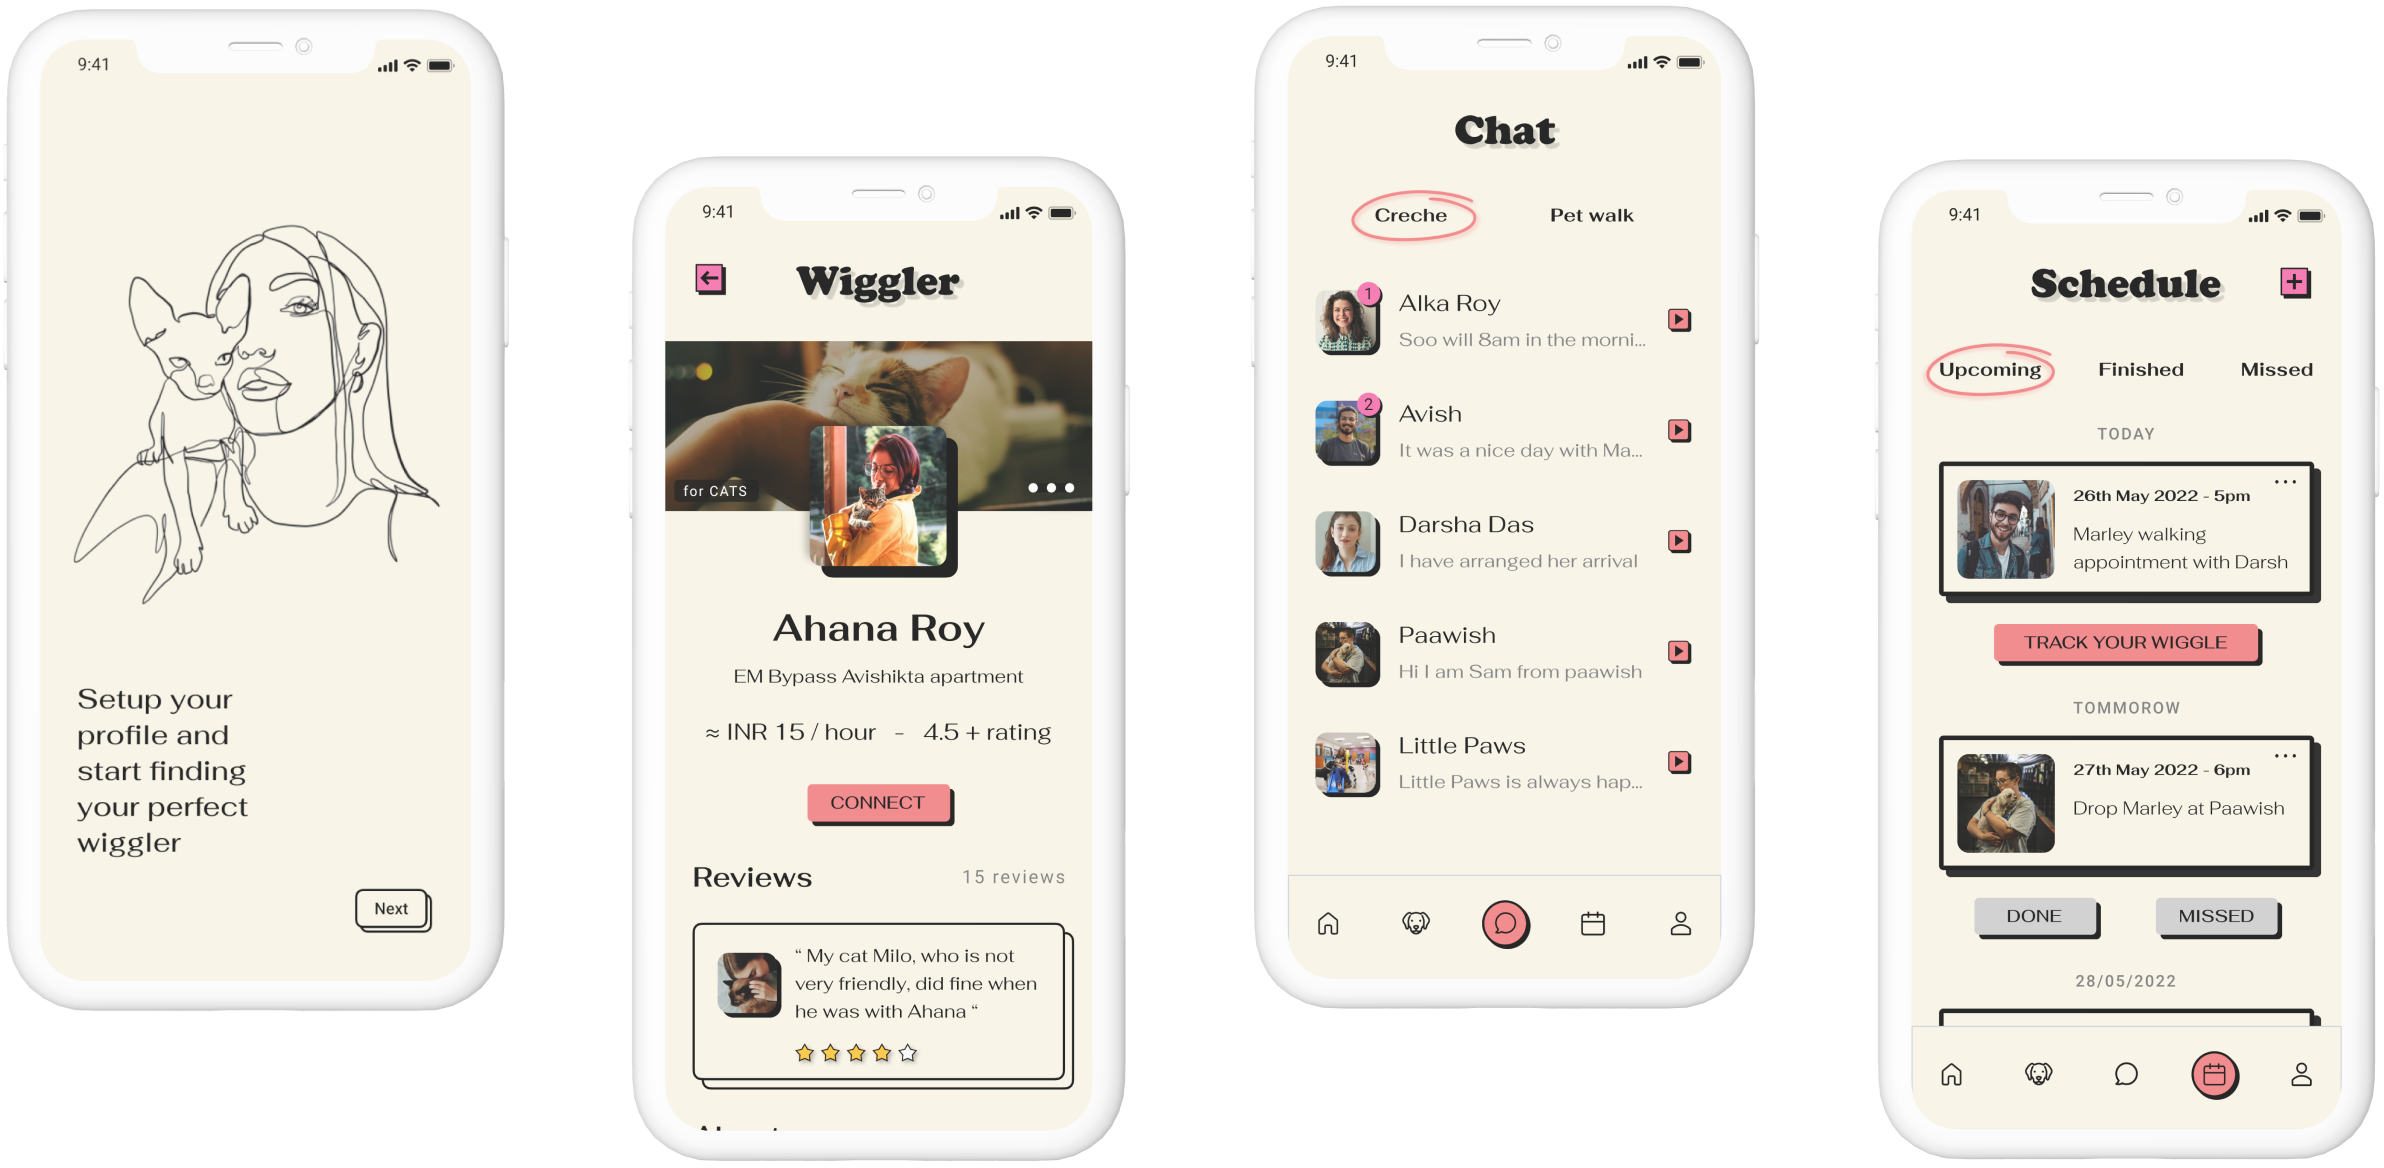 9:41
Setup your
profile and
start finding
your perfect
wiggler
Next
9:41
Wiggler
for CATS
Ahana Roy
EM Bypass Avishikta apartment
≈ INR 15 / hour - 4.5 + rating
CONNECT
Reviews 15 reviews
“ My cat Milo, who is not
very friendly, did fine when
he was with Ahana “
9:41
Chat
Creche Pet walk
1
Alka Roy
Soo will 8am in the morni...
2
Avish
It was a nice day with Ma...
Darsha Das
I have arranged her arrival
Paawish
Hi I am Sam from paawish
Little Paws
Little Paws is always hap...
9:41
Schedule
Upcoming Finished Missed
TODAY
26th May 2022 - 5pm
Marley walking
appointment with Darsh
TRACK YOUR WIGGLE
TOMMOROW
27th May 2022 - 6pm
Drop Marley at Paawish
DONE MISSED
28/05/2022